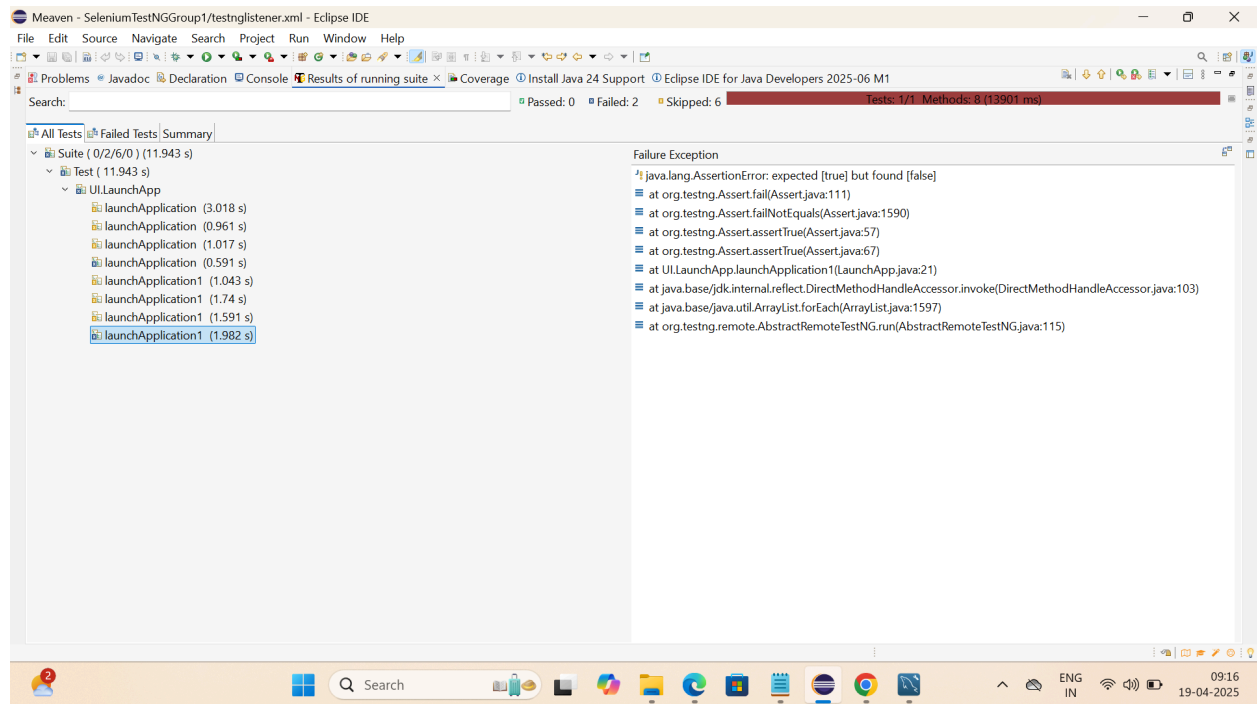 Meaven - SeleniumTestNGGroup1/testnglistener.xml - Eclipse IDE
File Edit Source Navigate Search Project Run Window Help
Problems Javadoc Declaration Console Results of running suite Coverage Install Java 24 Support Eclipse IDE for Java Developers 2025-06 M1
Search: Passed: 0 Failed: 2 Skipped: 6 Tests: 1/1 Methods: 8 (13901 ms)
All Tests Failed Tests Summary
Suite ( 0/2/6/0 ) (11.943 s)
Test ( 11.943 s)
UI.LaunchApp
launchApplication (3.018 s)
launchApplication (0.961 s)
launchApplication (1.017 s)
launchApplication (0.591 s)
launchApplication1 (1.043 s)
launchApplication1 (1.74 s)
launchApplication1 (1.591 s)
launchApplication1 (1.982 s)
Failure Exception
java.lang.AssertionError: expected [true] but found [false]
at org.testng.Assert.fail(Assert.java:111)
at org.testng.Assert.failNotEquals(Assert.java:1590)
at org.testng.Assert.assertTrue(Assert.java:57)
at org.testng.Assert.assertTrue(Assert.java:67)
at UI.LaunchApp.launchApplication1(LaunchApp.java:21)
at java.base/jdk.internal.reflect.DirectMethodHandleAccessor.invoke(DirectMethodHandleAccessor.java:103)
at java.base/java.util.ArrayList.forEach(ArrayList.java:1597)
at org.testng.remote.AbstractRemoteTestNG.run(AbstractRemoteTestNG.java:115)
2
Search
ENG
IN
09:16
19-04-2025